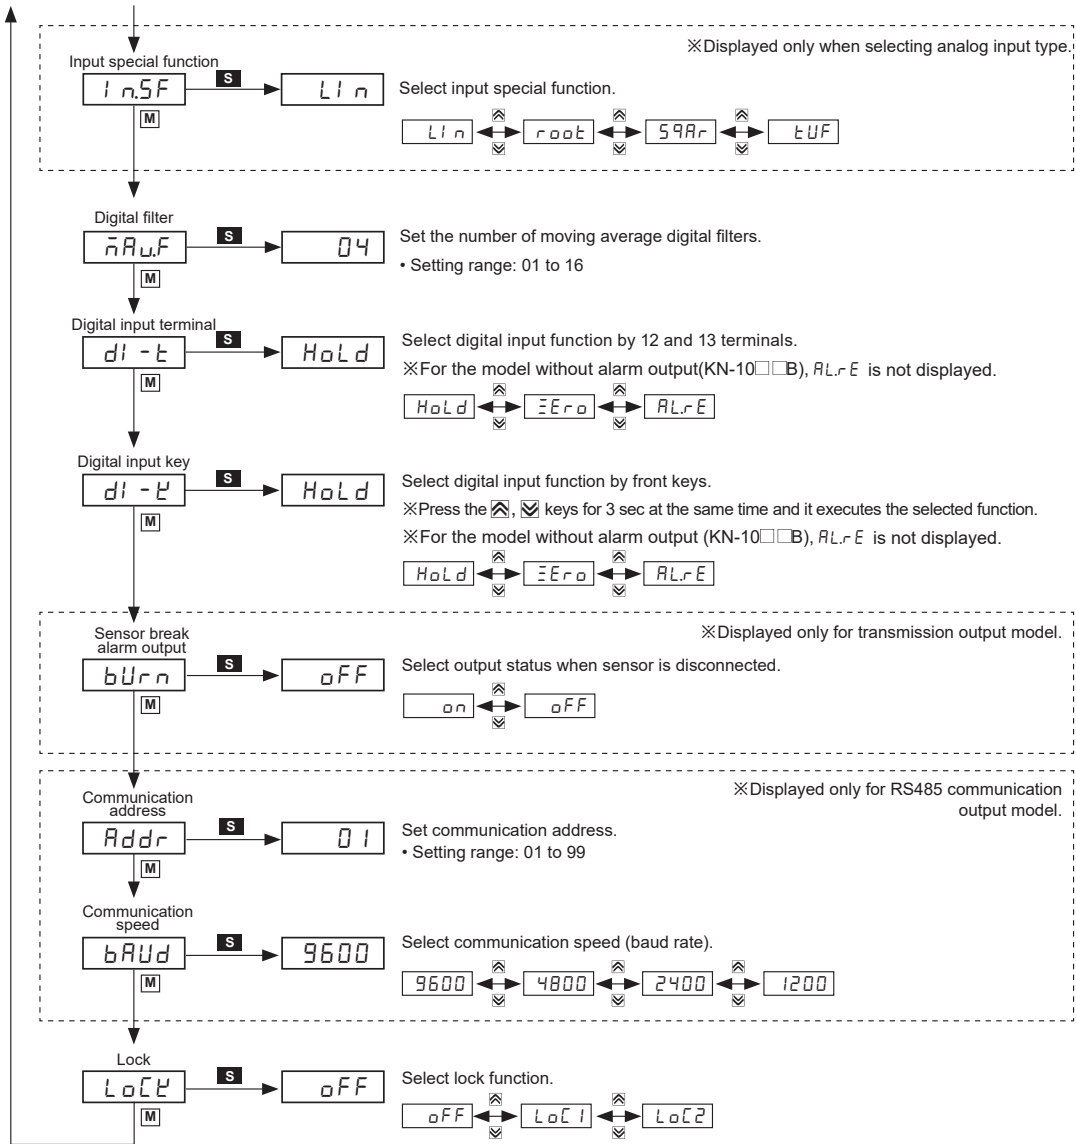 ※Displayed only when selecting analog input type.
Input special function
In.SF S LIn Select input special function.
M
LIn root SqAr tUF
Digital filter
mAv.F S 04 Set the number of moving average digital filters.
M • Setting range: 01 to 16
Digital input terminal
dI-t S HoLd Select digital input function by 12 and 13 terminals.
M ※For the model without alarm output(KN-10□□B), AL.rE is not displayed.
HoLd ZEro AL.rE
Digital input key
dI-k S HoLd Select digital input function by front keys.
M ※Press the , keys for 3 sec at the same time and it executes the selected function.
※For the model without alarm output (KN-10□□B), AL.rE is not displayed.
HoLd ZEro AL.rE
※Displayed only for transmission output model.
Sensor break
alarm output
bUrn S oFF Select output status when sensor is disconnected.
M on oFF
※Displayed only for RS485 communication
output model.
Communication
address
Addr S 01 Set communication address.
M • Setting range: 01 to 99
Communication
speed
bAUd S 9600 Select communication speed (baud rate).
M 9600 4800 2400 1200
Lock
LoCk S oFF Select lock function.
M oFF LoC1 LoC2